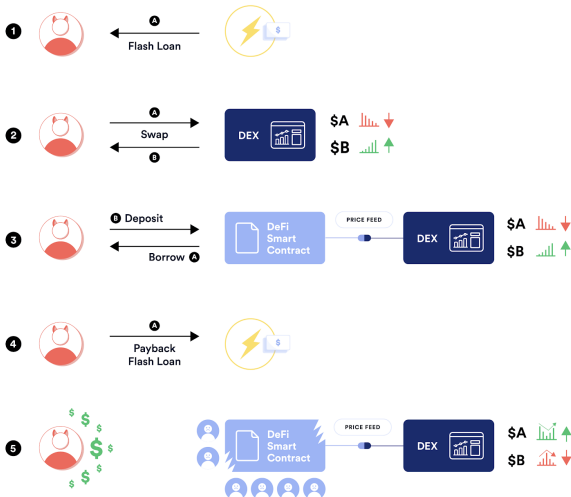 1
A
Flash Loan
$
2
A
Swap
B
DEX
$A
$B
3
B Deposit
Borrow A
DeFi
Smart
Contract
PRICE FEED
DEX
$A
$B
4
A
Payback
Flash Loan
$
5
$ $ $ $ $ $ $ $ $
DeFi
Smart
Contract
PRICE FEED
DEX
$A
$B